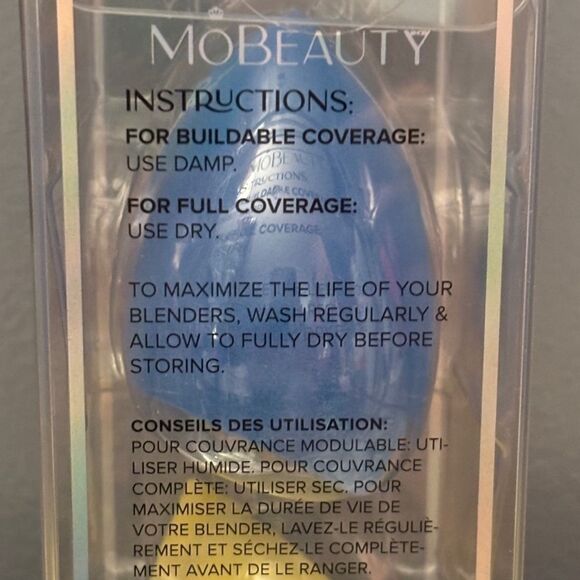 MOBEAUTY
INSTRUCTIONS:
FOR BUILDABLE COVERAGE:
USE DAMP.
FOR FULL COVERAGE:
USE DRY.
TO MAXIMIZE THE LIFE OF YOUR
BLENDERS, WASH REGULARLY &
ALLOW TO FULLY DRY BEFORE
STORING.
CONSEILS DES UTILISATION:
POUR COUVRANCE MODULABLE: UTI-
LISER HUMIDE. POUR COUVRANCE
COMPLÈTE: UTILISER SEC. POUR
MAXIMISER LA DURÉE DE VIE DE
VOTRE BLENDER, LAVEZ-LE RÉGULIÈ-
REMENT ET SÉCHEZ-LE COMPLÈTE-
MENT AVANT DE LE RANGER.